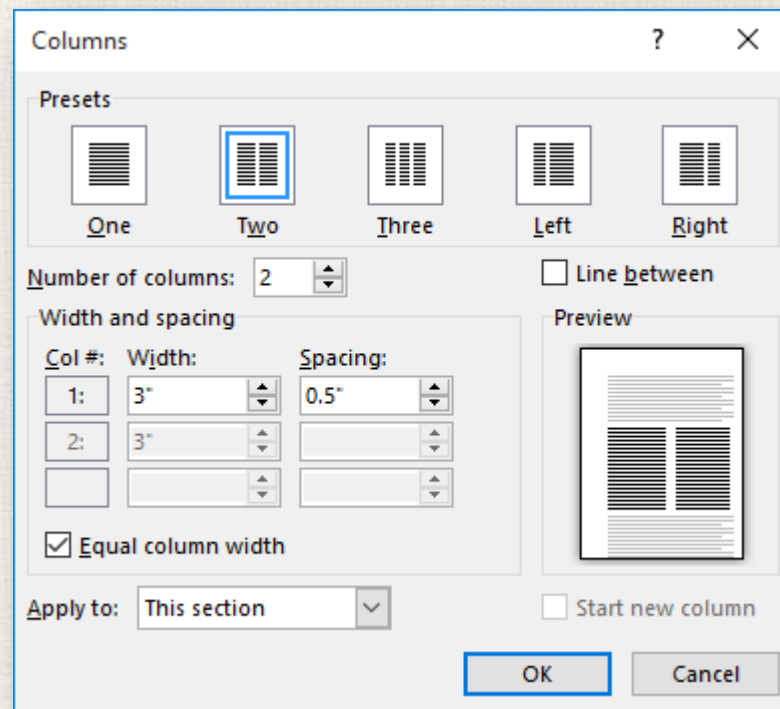 Columns ?
Presets
One Two Three Left Right
Number of columns: 2 Line between
Width and spacing Preview
Col #: Width: Spacing:
1: 3" 0.5"
2: 3"
Equal column width
Apply to: This section Start new column
OK Cancel